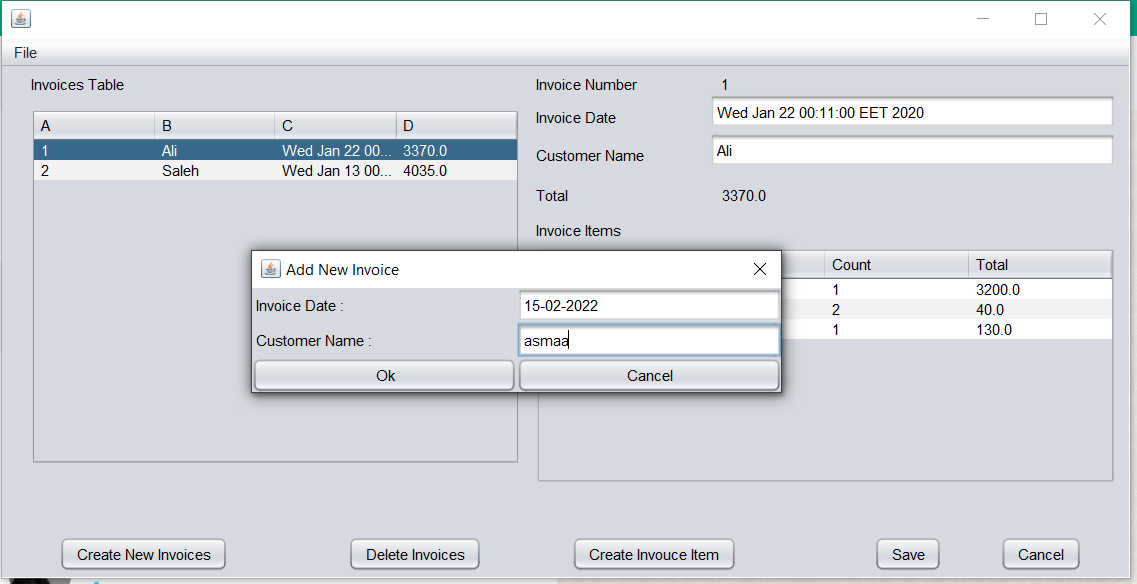 File
Invoices Table
A B C D
1 Ali Wed Jan 22 00... 3370.0
2 Saleh Wed Jan 13 00... 4035.0
Invoice Number 1
Invoice Date Wed Jan 22 00:11:00 EET 2020
Customer Name Ali
Total 3370.0
Invoice Items
Count Total
1 3200.0
2 40.0
1 130.0
Add New Invoice
Invoice Date : 15-02-2022
Customer Name : asmaa
Ok Cancel
Create New Invoices Delete Invoices Create Invouce Item Save Cancel